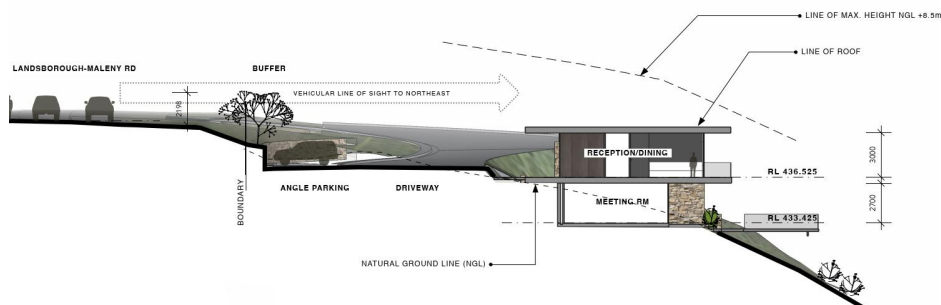 LINE OF MAX. HEIGHT NGL +8.5m
LINE OF ROOF
LANDSBOROUGH-MALENY RD
BUFFER
VEHICULAR LINE OF SIGHT TO NORTHEAST
2198
RECEPTION/DINING
3000
RL 436.525
ANGLE PARKING
DRIVEWAY
BOUNDARY
MEETING RM
2700
RL 433.425
NATURAL GROUND LINE (NGL)